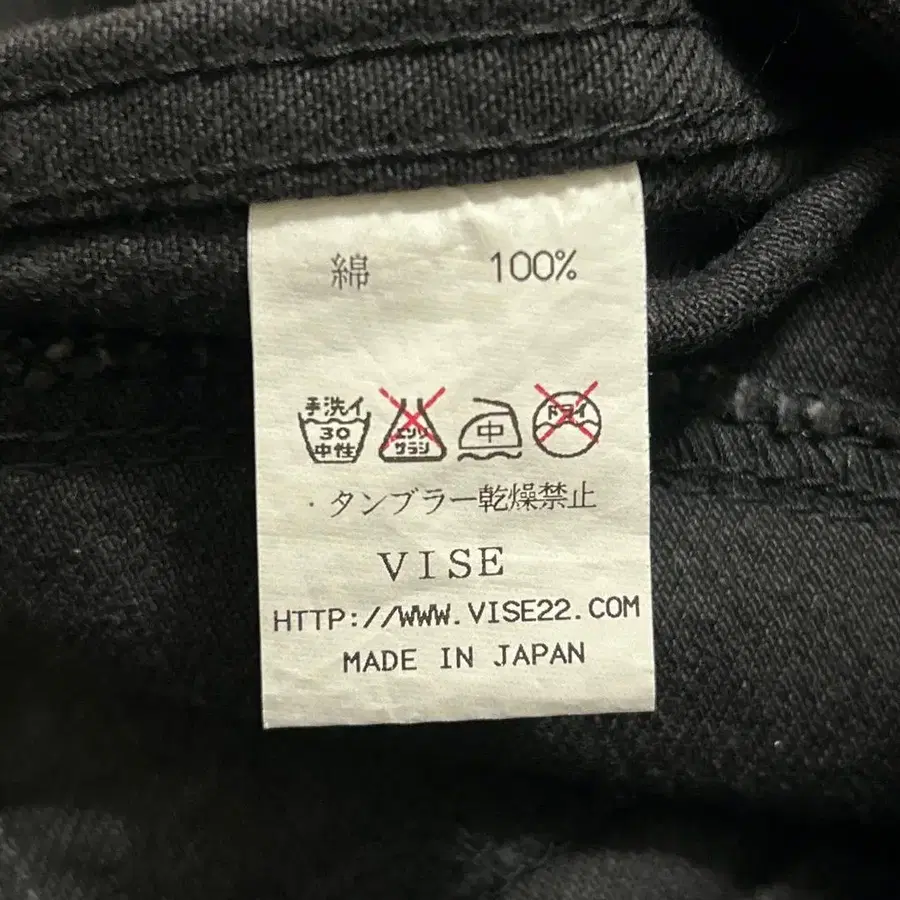 綿 100%
手洗イ 30 中性 エンソ サラシ 中 ドライ
・タンブラー乾燥禁止
VISE
HTTP://WWW.VISE22.COM
MADE IN JAPAN